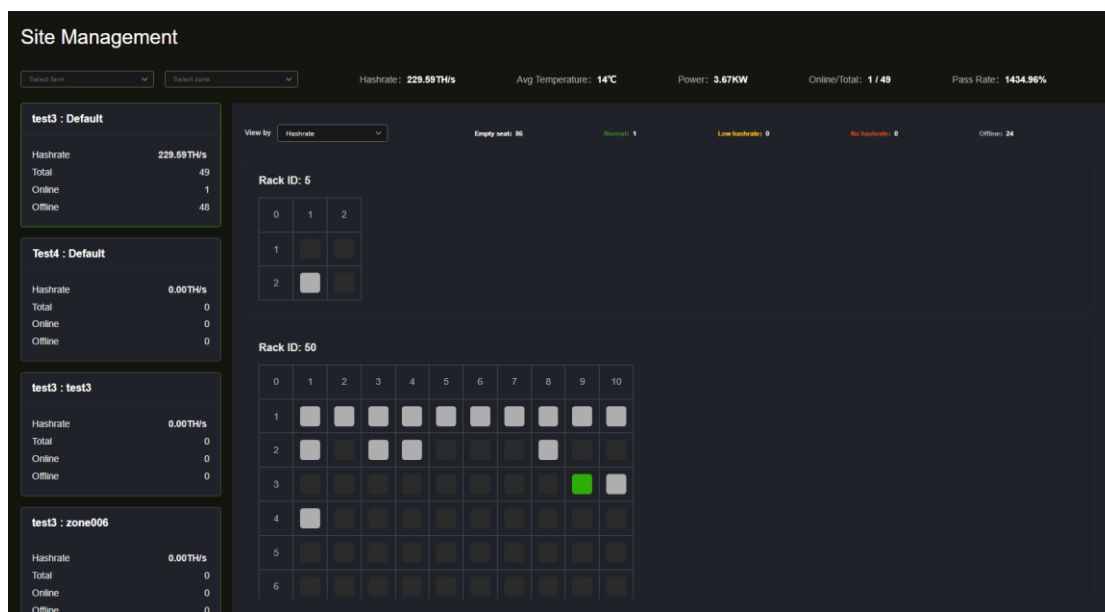 Site Management
Select farm Select zone Hashrate: 229.59TH/s Avg Temperature: 14℃ Power: 3.67KW Online/Total: 1 / 49 Pass Rate: 1434.96%
test3 : Default
Hashrate 229.59TH/s
Total 49
Online 1
Offline 48
Test4 : Default
Hashrate 0.00TH/s
Total 0
Online 0
Offline 0
test3 : test3
Hashrate 0.00TH/s
Total 0
Online 0
Offline 0
test3 : zone006
Hashrate 0.00TH/s
Total 0
Online 0
Offline 0
View by Hashrate Empty seat: 86 Normal: 1 Low hashrate: 0 No hashrate: 0 Offline: 24
Rack ID: 5
0 1 2
1
2
Rack ID: 50
0 1 2 3 4 5 6 7 8 9 10
1
2
3
4
5
6